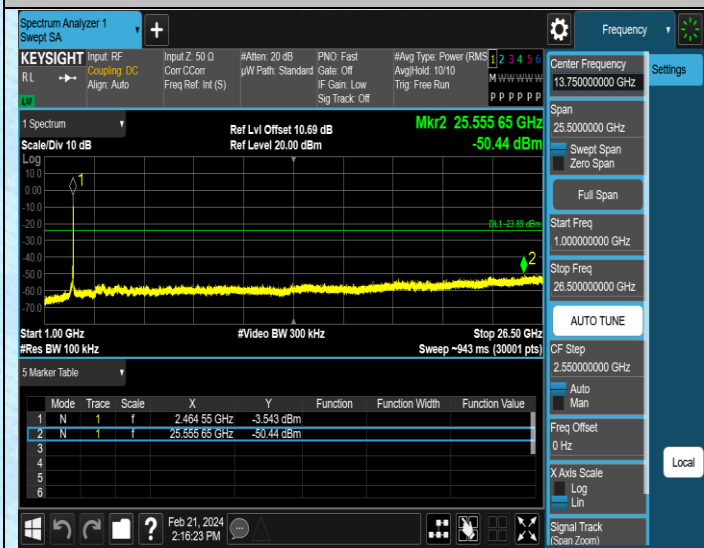 Spectrum Analyzer 1
Swept SA
Frequency
KEYSIGHT
Input: RF
Coupling: DC
Align: Auto
Input Z: 50 Ω
Corr CCorr
Freq Ref: Int (S)
#Atten: 20 dB
µW Path: Standard
PNO: Fast
Gate: Off
IF Gain: Low
Sig Track: Off
#Avg Type: Power (RMS
Avg|Hold: 10/10
Trig: Free Run
1 2 3 4 5 6
M W W W W W
P P P P P P
R L
LXI
1 Spectrum
Scale/Div 10 dB
Ref Lvl Offset 10.69 dB
Ref Level 20.00 dBm
Mkr2 25.555 65 GHz
-50.44 dBm
Log
10.0
0.00
-10.0
-20.0
-30.0
-40.0
-50.0
-60.0
-70.0
1
DL1 -23.89 dBm
2
Start 1.00 GHz
#Res BW 100 kHz
#Video BW 300 kHz
Stop 26.50 GHz
Sweep ~943 ms (30001 pts)
5 Marker Table
Mode Trace Scale X Y Function Function Width Function Value
1 N 1 f 2.464 55 GHz -3.543 dBm
2 N 1 f 25.555 65 GHz -50.44 dBm
3
4
5
6
Feb 21, 2024
2:16:23 PM
Center Frequency
13.750000000 GHz
Settings
Span
25.5000000 GHz
Swept Span
Zero Span
Full Span
Start Freq
1.000000000 GHz
Stop Freq
26.500000000 GHz
AUTO TUNE
CF Step
2.550000000 GHz
Auto
Man
Freq Offset
0 Hz
X Axis Scale
Log
Lin
Local
Signal Track
(Span Zoom)